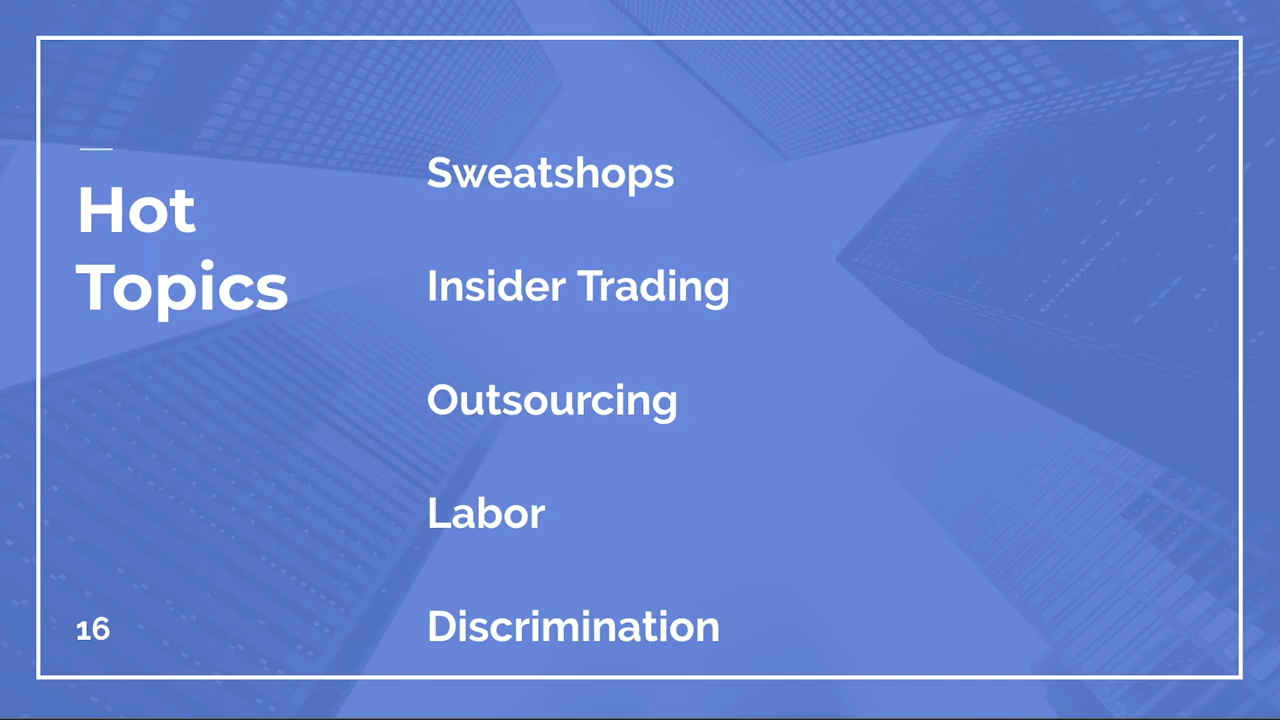 Hot
Topics
Sweatshops
Insider Trading
Outsourcing
Labor
Discrimination
16